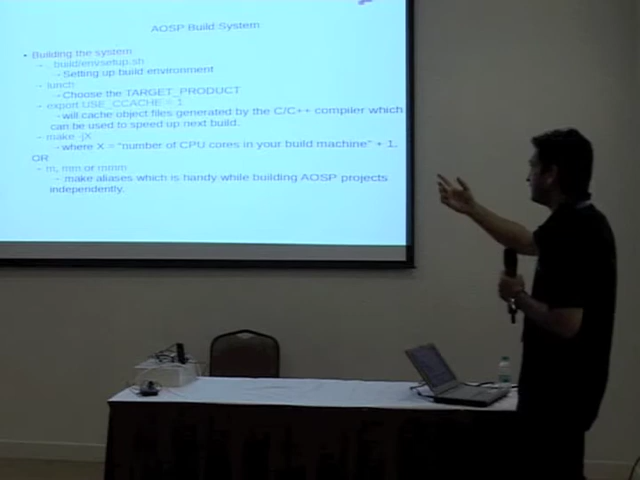 AOSP Build System
• Building the system
– . build/envsetup.sh
→ Setting up build environment
– lunch
→ Choose the TARGET_PRODUCT
– export USE_CCACHE = 1
→ will cache object files generated by the C/C++ compiler which
can be used to speed up next build.
– make -jX
→ where X = "number of CPU cores in your build machine" + 1,
OR
– m, mm or mmm
→ make aliases which is handy while building AOSP projects
independently.